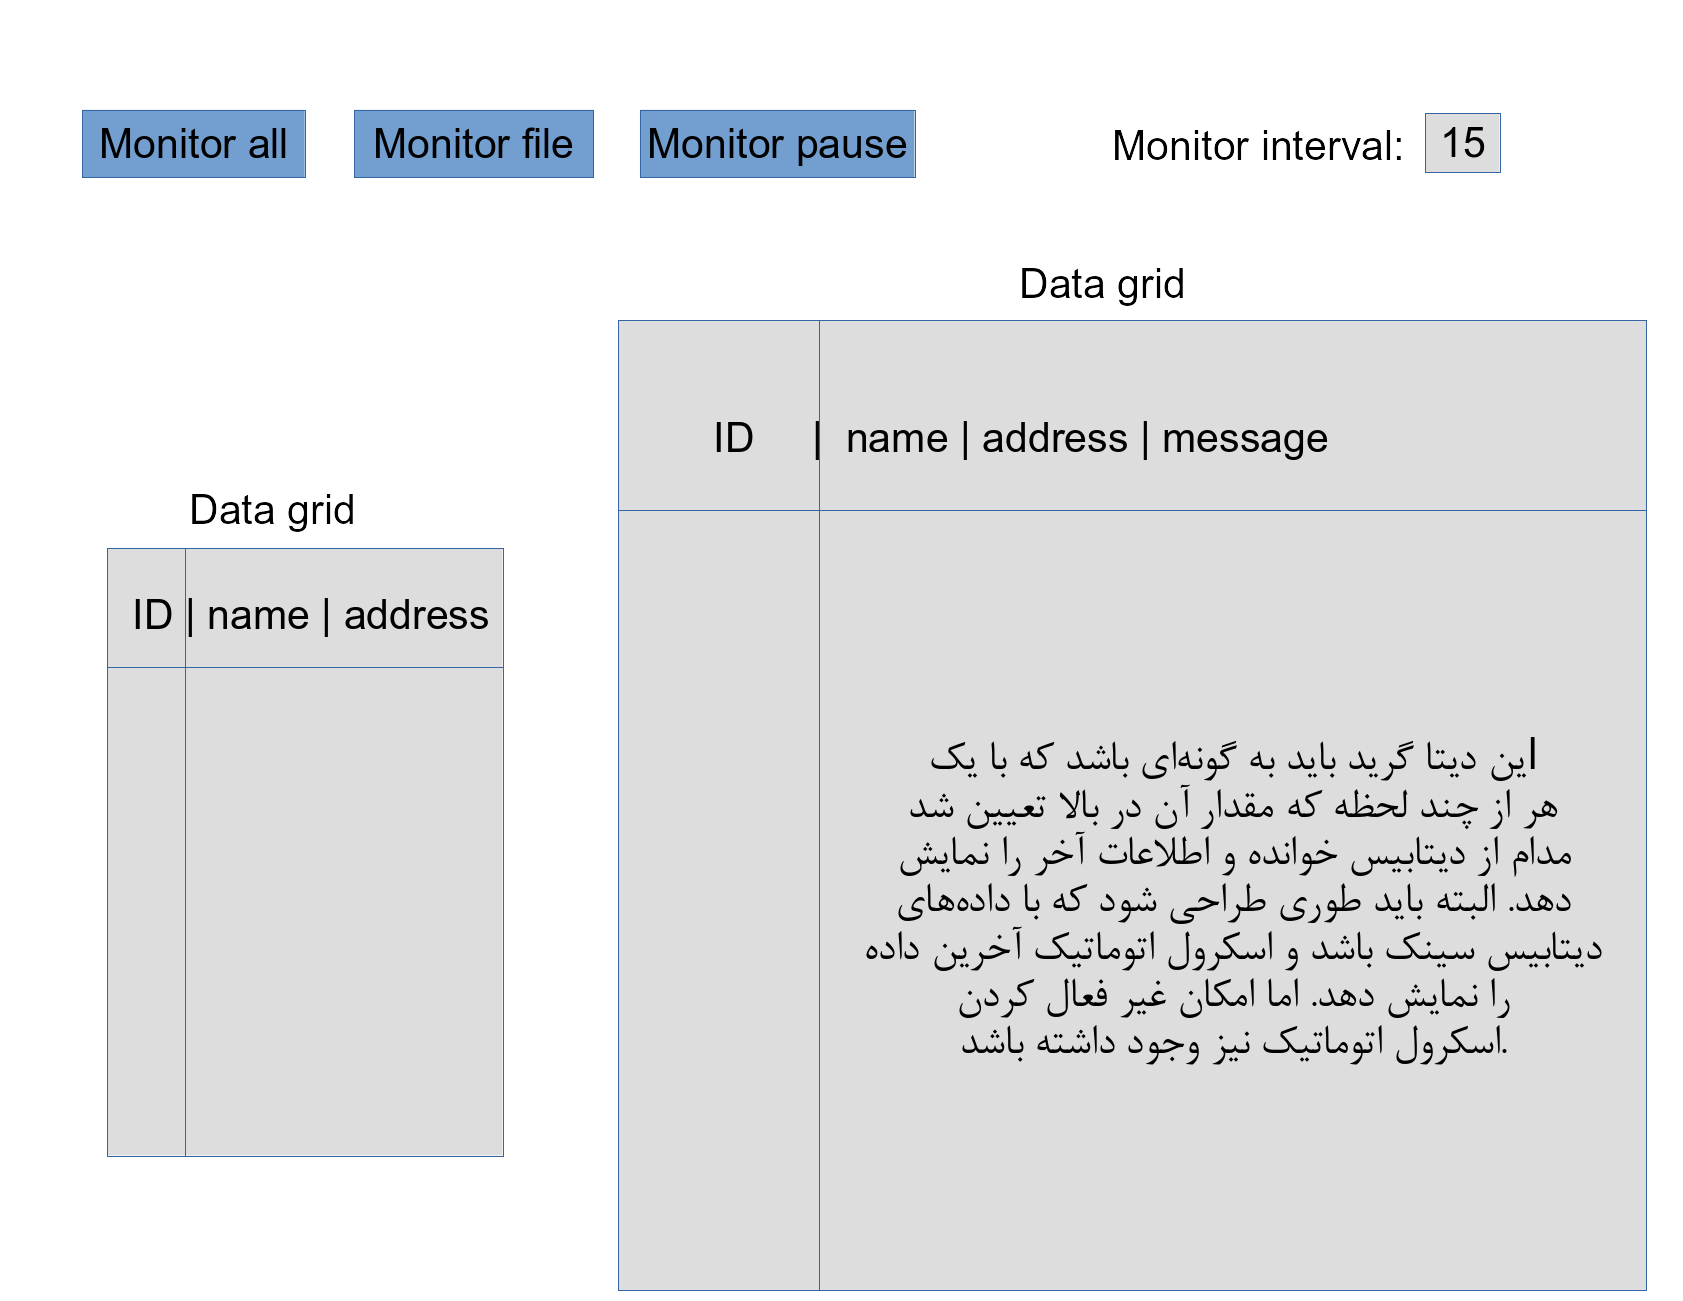 Monitor all
Monitor file
Monitor pause
Monitor interval: 15
Data grid
ID | name | address | message
Data grid
ID | name | address
این دیتا گرید باید به گونه‌ای باشد که با یک
هر از چند لحظه که مقدار آن در بالا تعیین شد
مدام از دیتابیس خوانده و اطلاعات آخر را نمایش
دهد. البته باید طوری طراحی شود که با داده‌های
دیتابیس سینک باشد و اسکرول اتوماتیک آخرین داده
را نمایش دهد. اما امکان غیر فعال کردن
اسکرول اتوماتیک نیز وجود داشته باشد.